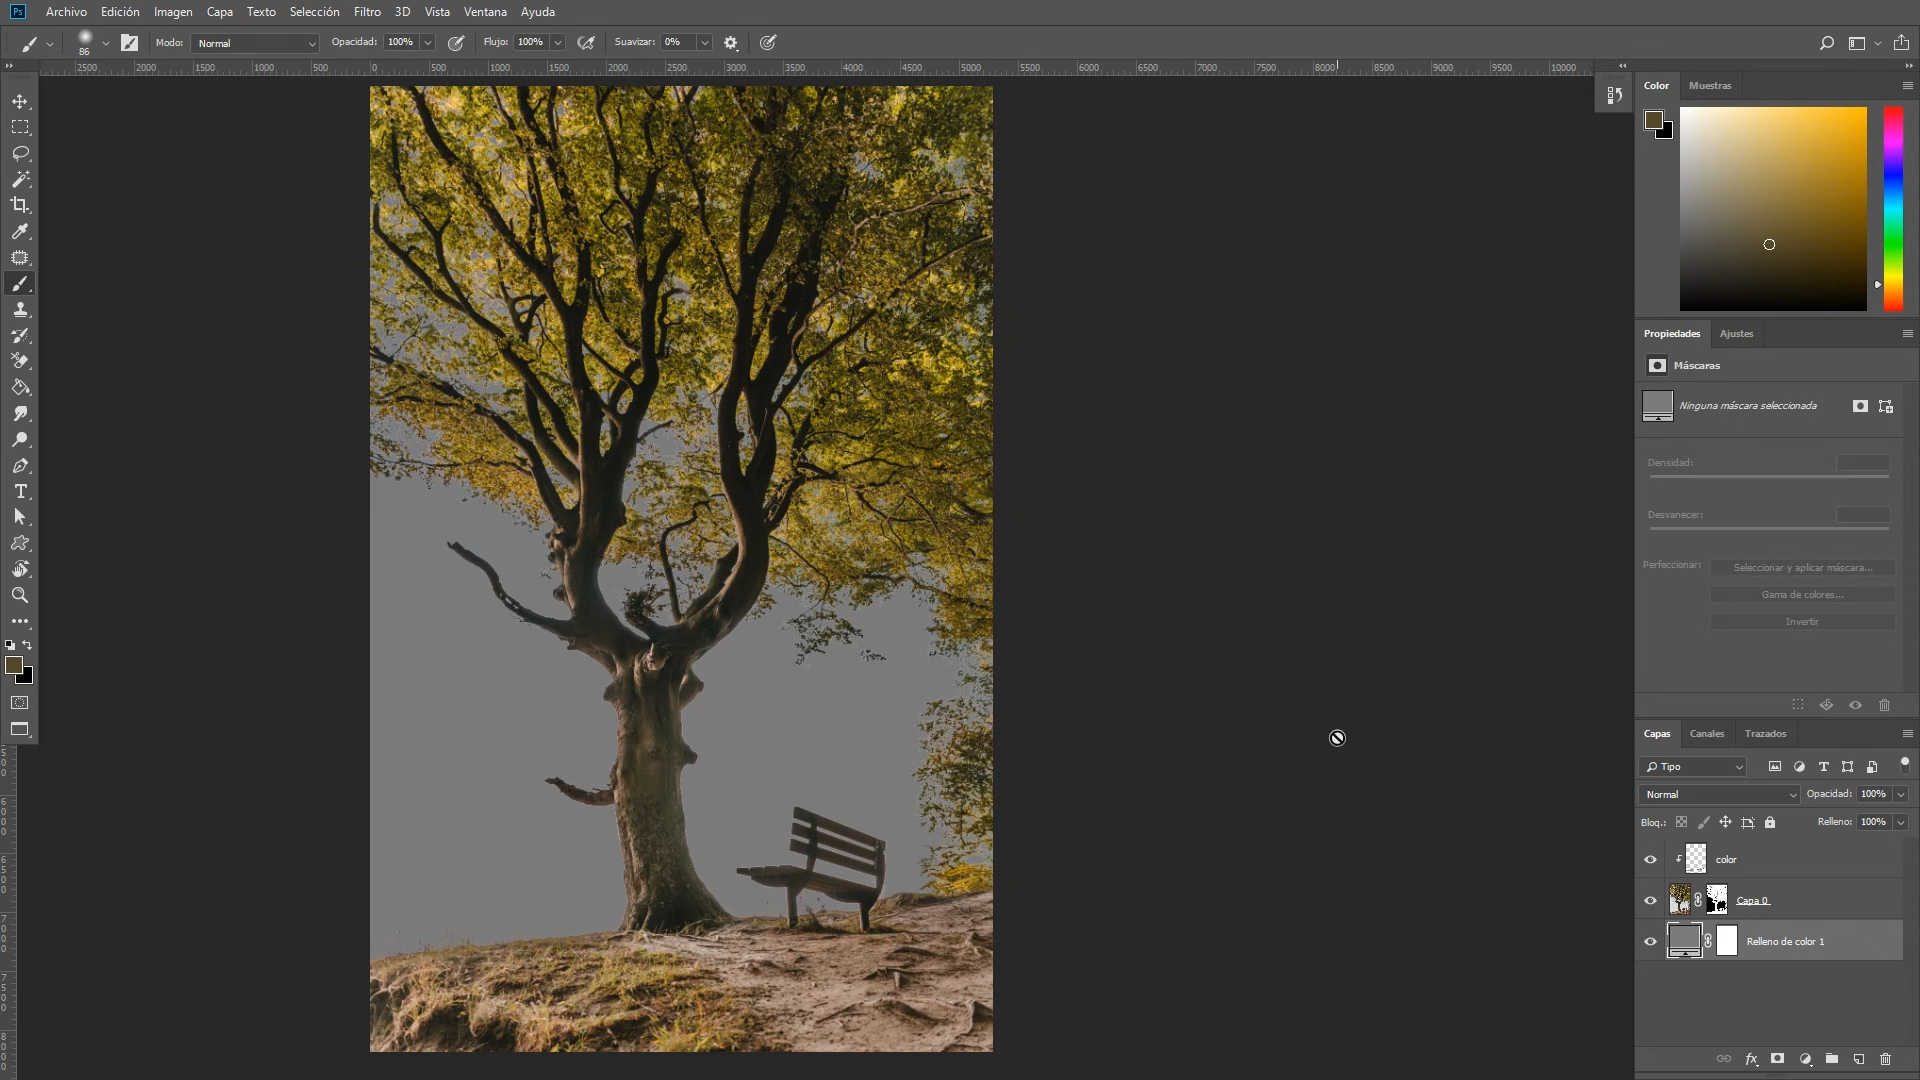 Ps Archivo Edición Imagen Capa Texto Selección Filtro 3D Vista Ventana Ayuda
86 Modo: Normal Opacidad: 100% Flujo: 100% Suavizar: 0%
2500 2000 1500 1000 500 0 500 1000 1500 2000 2500 3000 3500 4000 4500 5000 5500 6000 6500 7000 7500 8000 8500 9000 9500 10000
Color Muestras
Propiedades Ajustes
Máscaras
Ninguna máscara seleccionada
Densidad:
Desvanecer:
Perfeccionar: Seleccionar y aplicar máscara...
Gama de colores...
Invertir
Capas Canales Trazados
Tipo
Normal Opacidad: 100%
Bloq.: Relleno: 100%
color
Capa 0
Relleno de color 1
fx